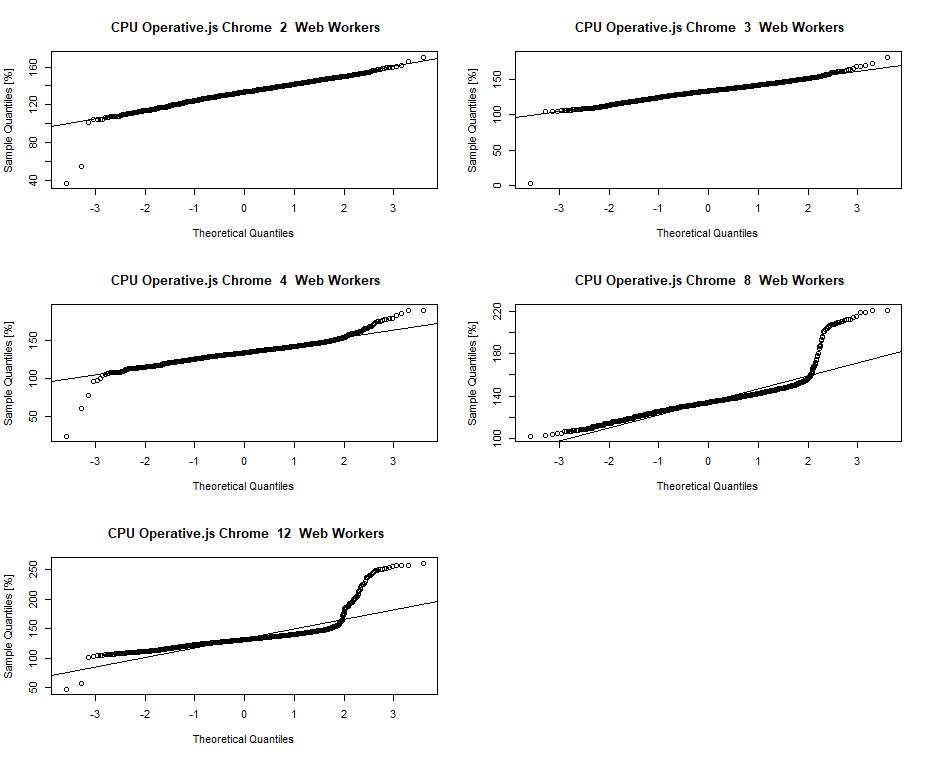 CPU Operative.js Chrome  2  Web Workers
Sample Quantiles [%]
160
120
80
40
-3 -2 -1 0 1 2 3
Theoretical Quantiles
CPU Operative.js Chrome  3  Web Workers
Sample Quantiles [%]
150
100
50
0
-3 -2 -1 0 1 2 3
Theoretical Quantiles
CPU Operative.js Chrome  4  Web Workers
Sample Quantiles [%]
150
100
50
-3 -2 -1 0 1 2 3
Theoretical Quantiles
CPU Operative.js Chrome  8  Web Workers
Sample Quantiles [%]
220
180
140
100
-3 -2 -1 0 1 2 3
Theoretical Quantiles
CPU Operative.js Chrome  12  Web Workers
Sample Quantiles [%]
250
200
150
100
50
-3 -2 -1 0 1 2 3
Theoretical Quantiles